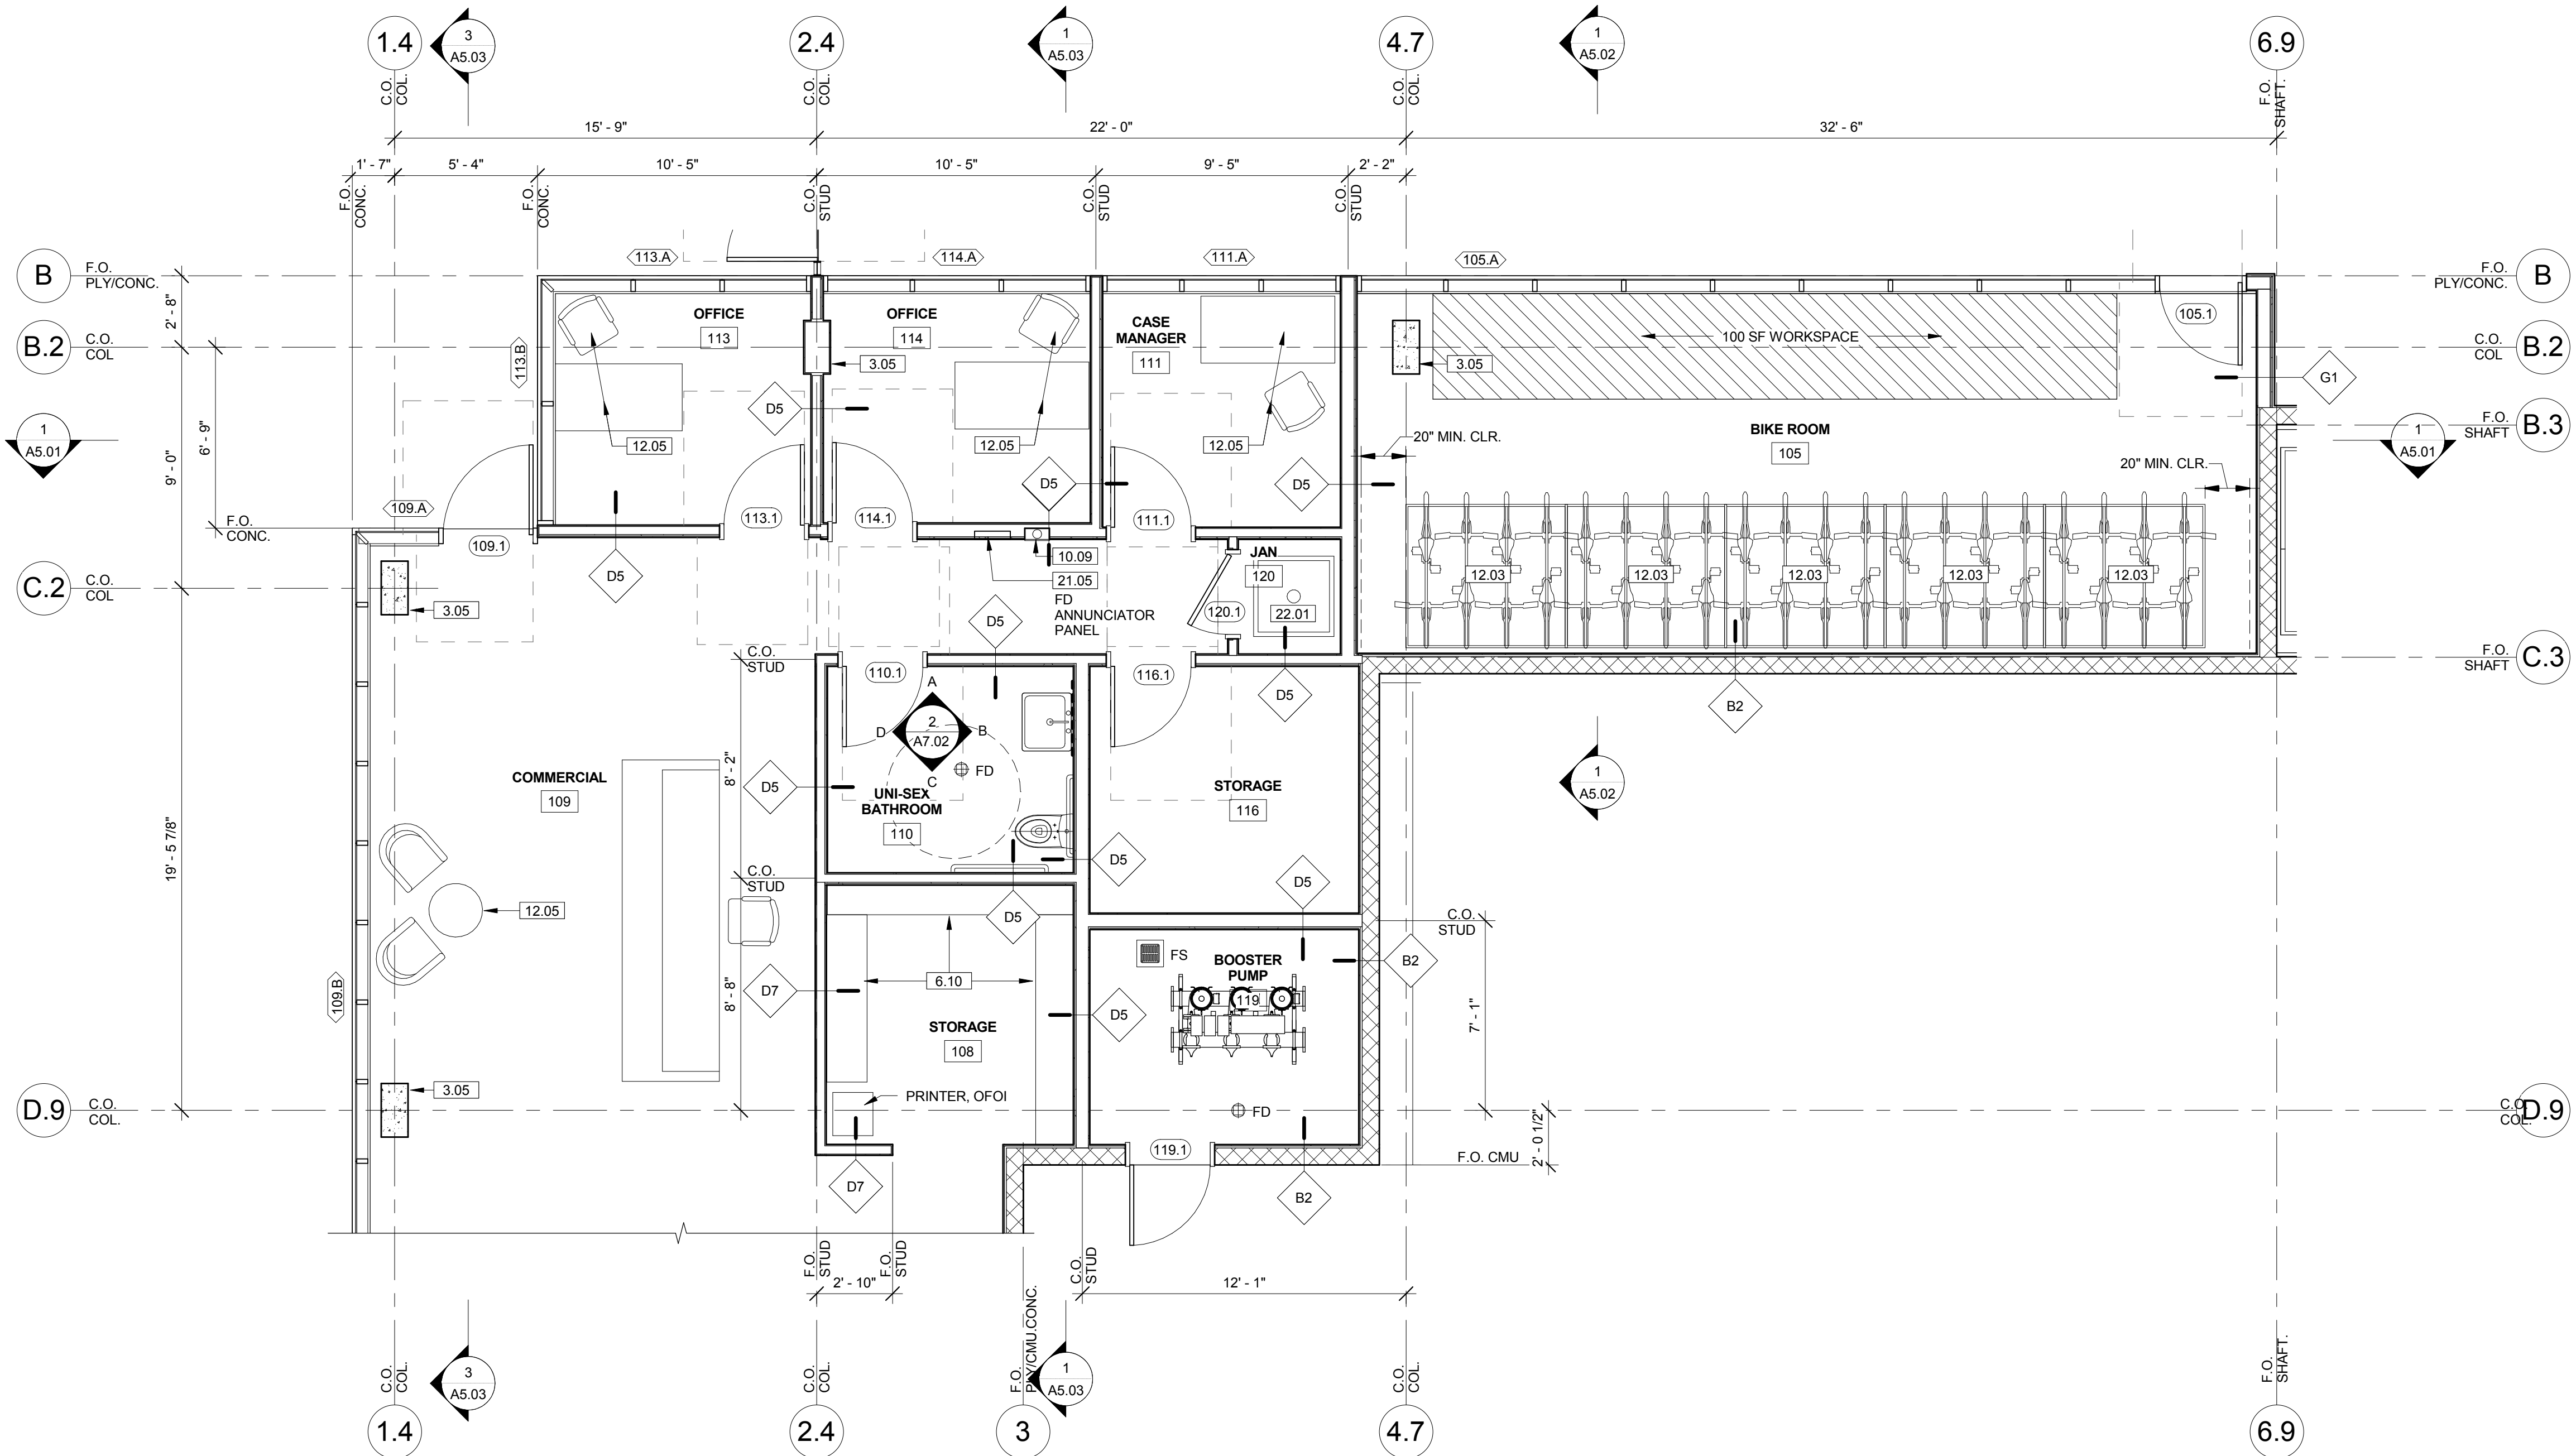 1.4
3
A5.03
2.4
1
A5.03
4.7
1
A5.02
6.9
C.O.
COL.
C.O.
COL.
C.O.
COL.
F.O.
SHAFT.
15' - 9"
22' - 0"
32' - 6"
1' - 7"
5' - 4"
10' - 5"
10' - 5"
9' - 5"
2' - 2"
F.O.
CONC.
F.O.
CONC.
C.O.
STUD
C.O.
STUD
C.O.
STUD
113.A
114.A
111.A
105.A
B
F.O.
PLY/CONC.
F.O.
PLY/CONC.
B
2' - 8"
OFFICE
113
OFFICE
114
CASE
MANAGER
111
105.1
B.2
C.O.
COL
113.B
3.05
100 SF WORKSPACE
3.05
C.O.
COL
B.2
G1
D5
1
A5.01
6' - 9"
9' - 0"
12.05
12.05
12.05
BIKE ROOM
105
20" MIN. CLR.
20" MIN. CLR.
F.O.
SHAFT
B.3
1
A5.01
D5
D5
109.A
F.O.
CONC.
109.1
113.1
114.1
111.1
10.09
JAN
120
D5
21.05
FD
ANNUNCIATOR
PANEL
120.1
22.01
12.03
12.03
12.03
12.03
12.03
C.2
C.O.
COL
3.05
D5
C.O.
STUD
110.1
116.1
D5
F.O.
SHAFT
C.3
B2
A
2
A7.02
D
B
C
FD
8' - 2"
COMMERCIAL
109
D5
UNI-SEX
BATHROOM
110
STORAGE
116
1
A5.02
19' - 5 7/8"
D5
C.O.
STUD
D5
D5
12.05
C.O.
STUD
FS
BOOSTER
PUMP
119
B2
109.B
D7
8' - 8"
6.10
STORAGE
108
D5
7' - 1"
D.9
C.O.
COL.
3.05
PRINTER, OFOI
FD
C.O.
COL.
D.9
119.1
F.O. CMU
2' - 0 1/2"
D7
B2
F.O.
STUD
F.O.
STUD
2' - 10"
C.O.
STUD
12' - 1"
C.O.
COL.
3
A5.03
C.O.
COL.
F.O.
PLY/CMU.CONC.
1
A5.03
C.O.
COL.
F.O.
SHAFT.
1.4
2.4
3
4.7
6.9